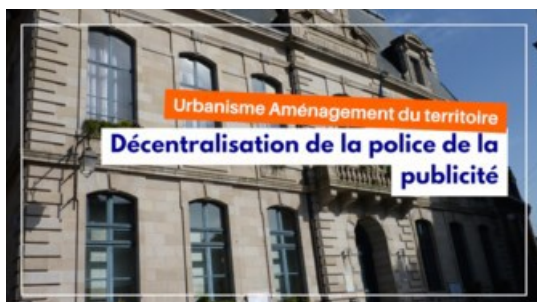 Urbanisme Aménagement du territoire
Décentralisation de la police de la
publicité